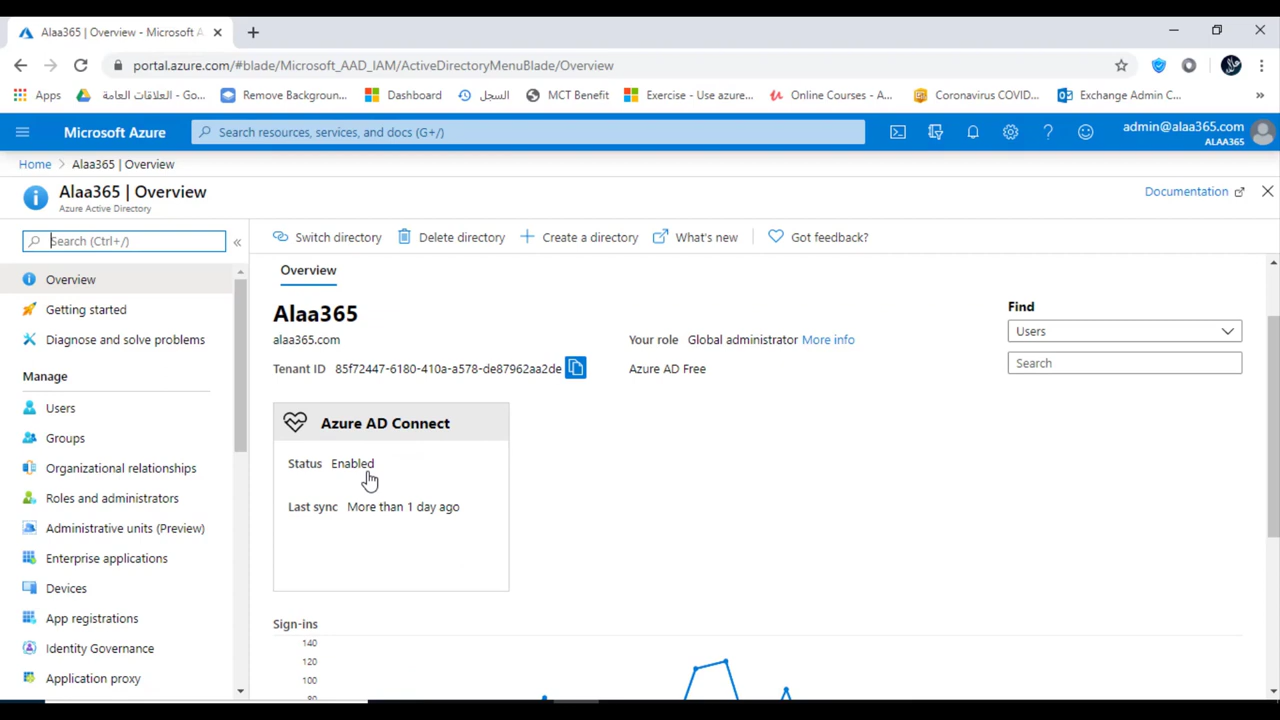 Alaa365 | Overview - Microsoft A
portal.azure.com/#blade/Microsoft_AAD_IAM/ActiveDirectoryMenuBlade/Overview
Apps
العلاقات العامة - Go...
Remove Backgroun...
Dashboard
السجل
MCT Benefit
Exercise - Use azure...
Online Courses - A...
Coronavirus COVID...
Exchange Admin C...
»
Microsoft Azure
Search resources, services, and docs (G+/)
admin@alaa365.com
ALAA365
Home > Alaa365 | Overview
Alaa365 | Overview
Azure Active Directory
Documentation
Search (Ctrl+/)
«
Overview
Getting started
Diagnose and solve problems
Manage
Users
Groups
Organizational relationships
Roles and administrators
Administrative units (Preview)
Enterprise applications
Devices
App registrations
Identity Governance
Application proxy
Switch directory
Delete directory
Create a directory
What's new
Got feedback?
Overview
Alaa365
alaa365.com
Your role Global administrator More info
Tenant ID 85f72447-6180-410a-a578-de87962aa2de
Azure AD Free
Find
Users
Search
Azure AD Connect
Status Enabled
Last sync More than 1 day ago
Sign-ins
140
120
100
80